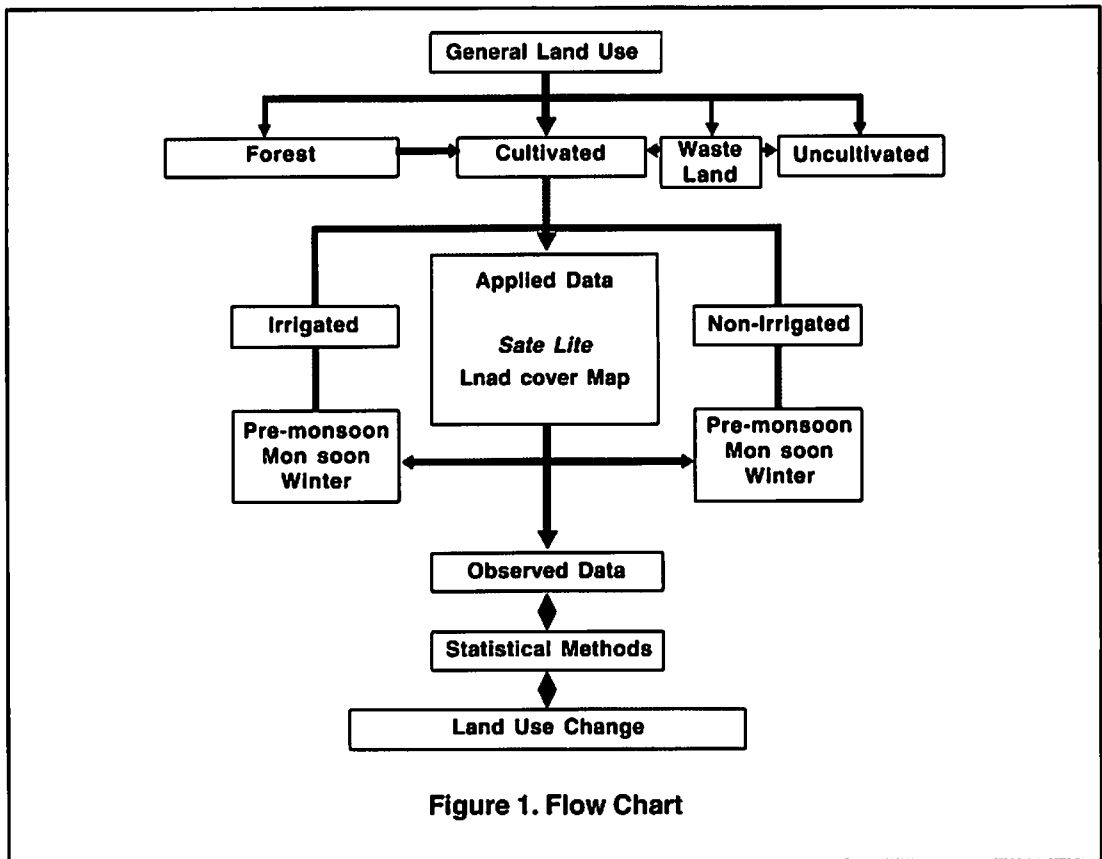 General Land Use
Forest
Cultivated
Waste
Land
Uncultivated
Applied Data
Irrigated
Non-Irrigated
Sate Lite
Lnad cover Map
Pre-monsoon
Mon soon
Winter
Pre-monsoon
Mon soon
Winter
Observed Data
Statistical Methods
Land Use Change
Figure 1. Flow Chart